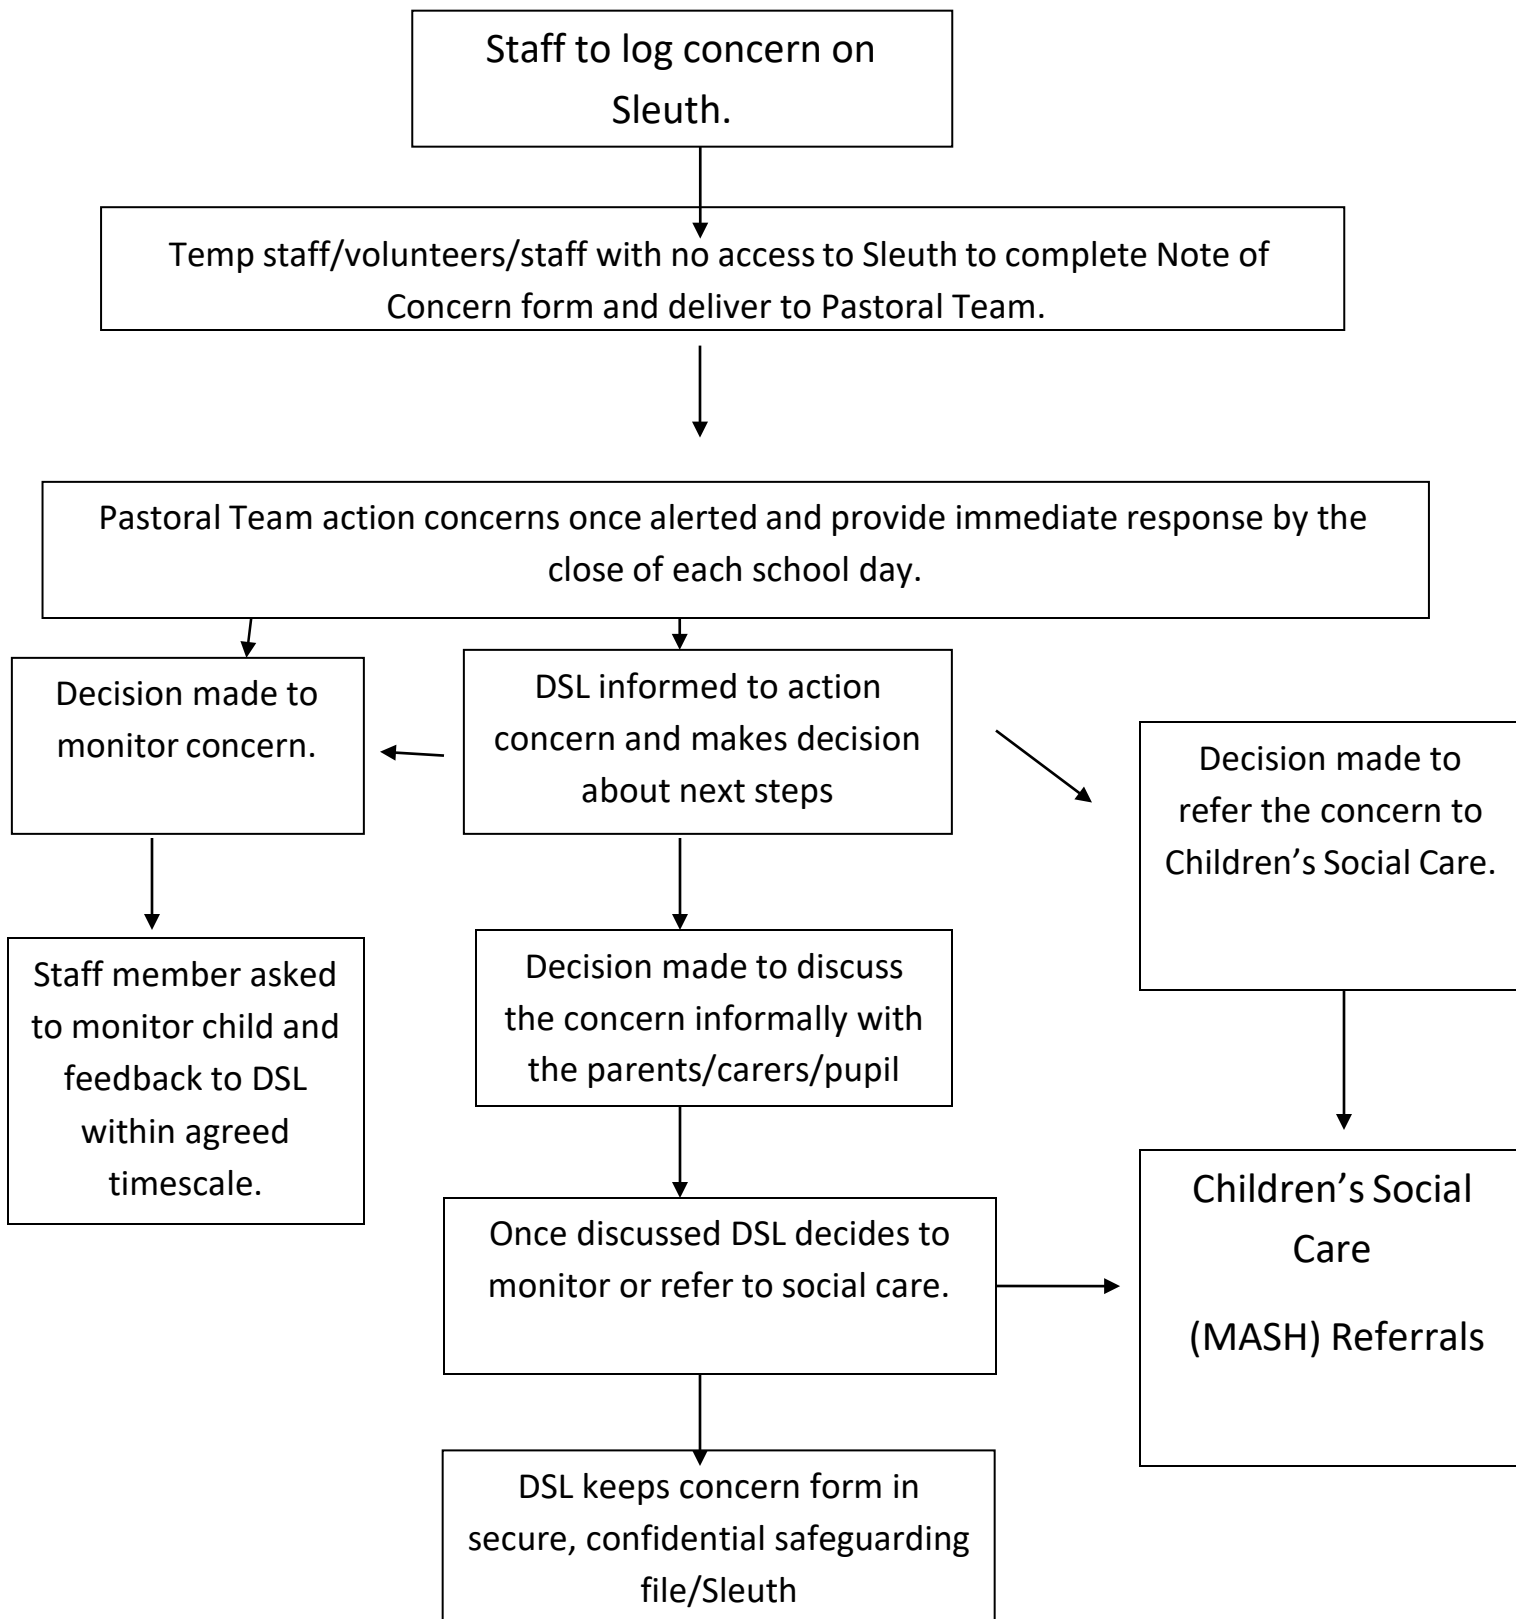 Staff to log concern on
Sleuth.
Temp staff/volunteers/staff with no access to Sleuth to complete Note of
Concern form and deliver to Pastoral Team.
Pastoral Team action concerns once alerted and provide immediate response by the
close of each school day.
Decision made to
monitor concern.
DSL informed to action
concern and makes decision
about next steps
Decision made to
refer the concern to
Children’s Social Care.
Staff member asked
to monitor child and
feedback to DSL
within agreed
timescale.
Decision made to discuss
the concern informally with
the parents/carers/pupil
Once discussed DSL decides to
monitor or refer to social care.
Children’s Social
Care
(MASH) Referrals
DSL keeps concern form in
secure, confidential safeguarding
file/Sleuth